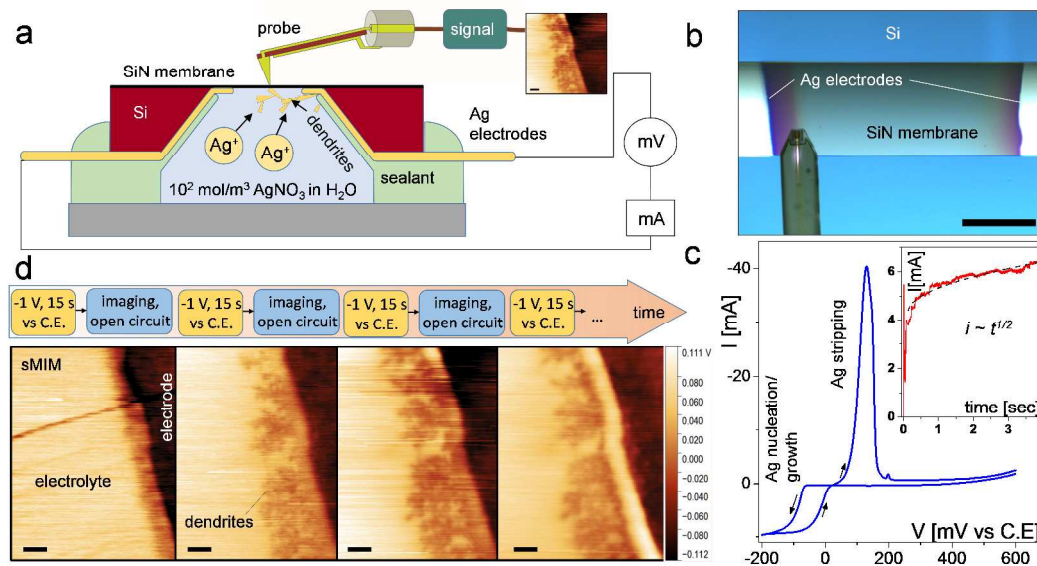 a
probe
signal
SiN membrane
Si
Ag⁺
Ag⁺
dendrites
Ag
electrodes
sealant
10² mol/m³ AgNO₃ in H₂O
mV
mA
b
Si
Ag electrodes
SiN membrane
c
I [mA]
-40
-20
0
-200
0
200
400
600
V [mV vs C.E]
Ag nucleation/
growth
Ag stripping
I[mA]
6
4
2
0
0
1
2
3
time [sec]
i ~ t^{1/2}
d
-1 V, 15 s
vs C.E.
imaging,
open circuit
-1 V, 15 s
vs C.E.
imaging,
open circuit
-1 V, 15 s
vs C.E.
imaging,
open circuit
-1 V, 15 s
vs C.E.
...
time
sMIM
electrode
electrolyte
dendrites
0.111 V
0.080
0.060
0.040
0.020
0.000
-0.020
-0.040
-0.060
-0.080
-0.112